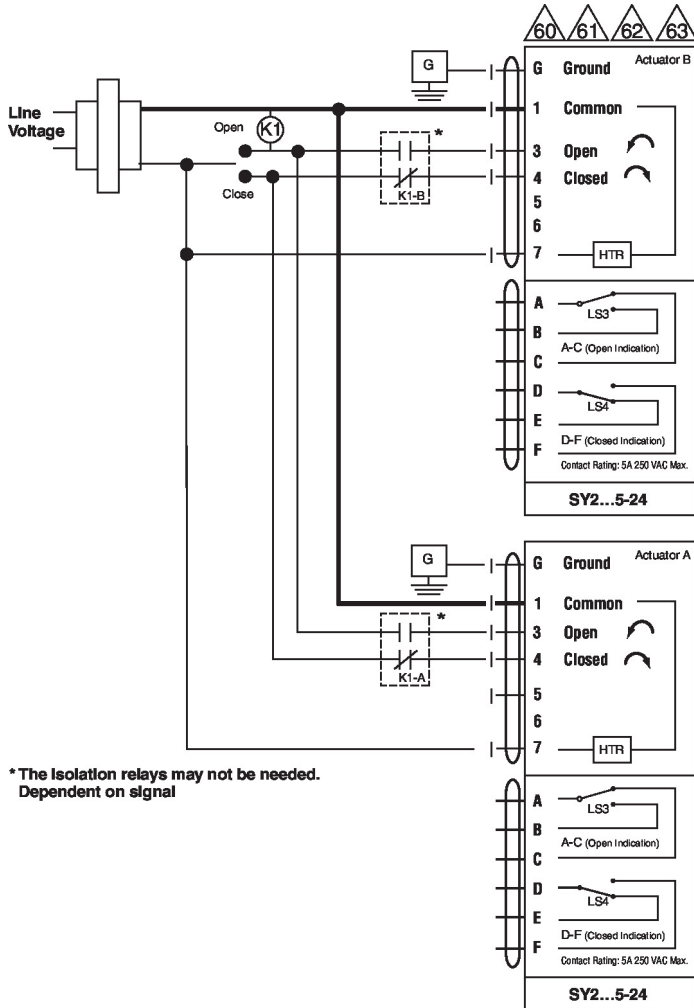 60 61 62 63
G
G Ground Actuator B
Line
Voltage
1 Common
Open K1
*
3 Open
4 Closed
Close
K1-B
5
6
7 HTR
A
LS3
B
A-C (Open Indication)
C
D
LS4
E
D-F (Closed Indication)
F
Contact Rating: 5A 250 VAC Max.
SY2...5-24
G
G Ground Actuator A
1 Common
*
3 Open
4 Closed
K1-A
5
6
7 HTR
* The Isolation relays may not be needed.
Dependent on signal
A
LS3
B
A-C (Open Indication)
C
D
LS4
E
D-F (Closed Indication)
F
Contact Rating: 5A 250 VAC Max.
SY2...5-24